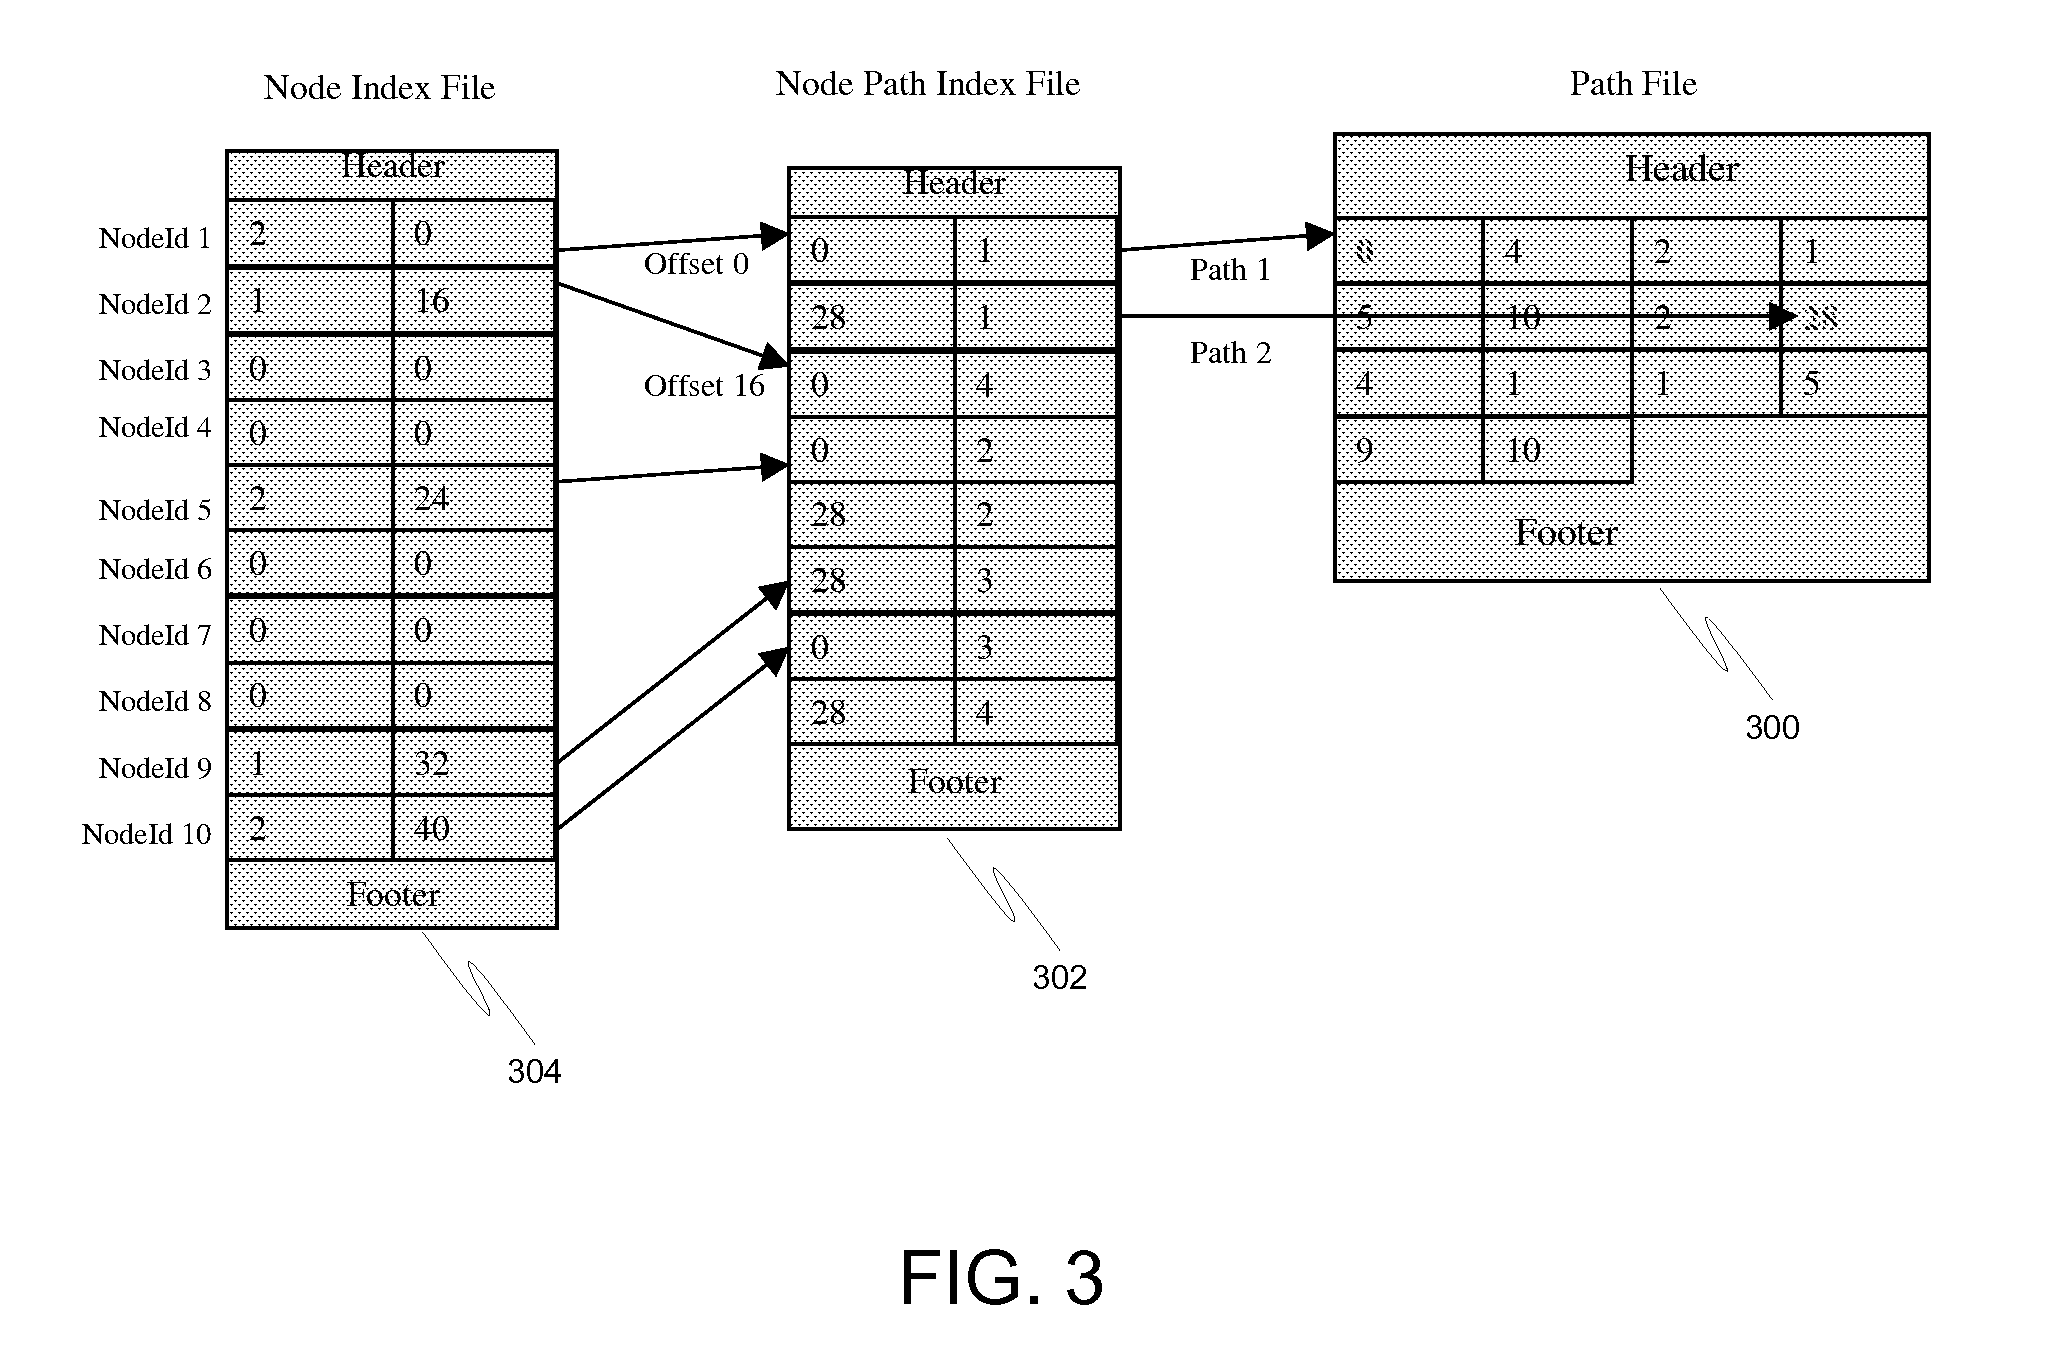 Node Index File
Node Path Index File
Path File
Header
NodeId 1 2 0
NodeId 2 1 16
NodeId 3 0 0
NodeId 4 0 0
NodeId 5 2 24
NodeId 6 0 0
NodeId 7 0 0
NodeId 8 0 0
NodeId 9 1 32
NodeId 10 2 40
Footer
304
Offset 0
Offset 16
Header
0 1
28 1
0 4
0 2
28 2
28 3
0 3
28 4
Footer
302
Path 1
Path 2
Header
4 2 1
5 10 2 28
4 1 1 5
9 10
Footer
300
FIG. 3